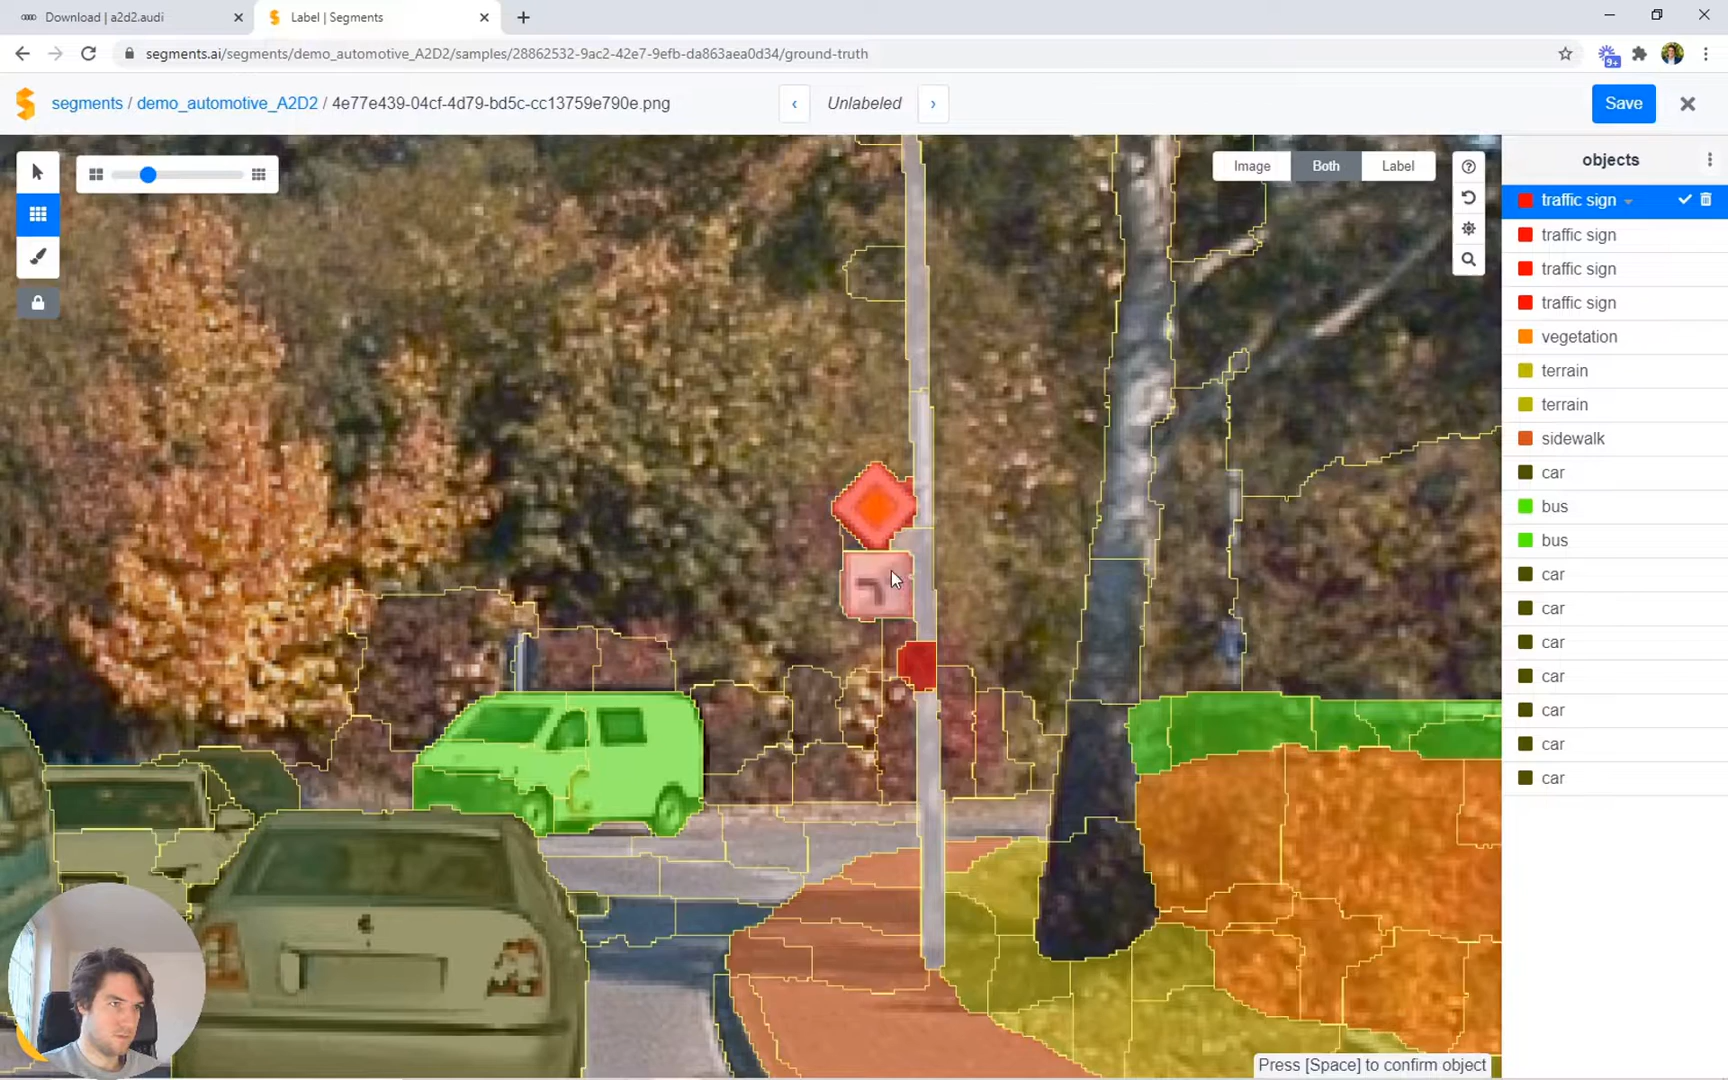 Download | a2d2.audi
Label | Segments
segments.ai/segments/demo_automotive_A2D2/samples/28862532-9ac2-42e7-9efb-da863aea0d34/ground-truth
9+
segments / demo_automotive_A2D2 / 4e77e439-04cf-4d79-bd5c-cc13759e790e.png
Unlabeled
Save
Image Both Label
objects
traffic sign
traffic sign
traffic sign
traffic sign
vegetation
terrain
terrain
sidewalk
car
bus
bus
car
car
car
car
car
car
car
Press [Space] to confirm object